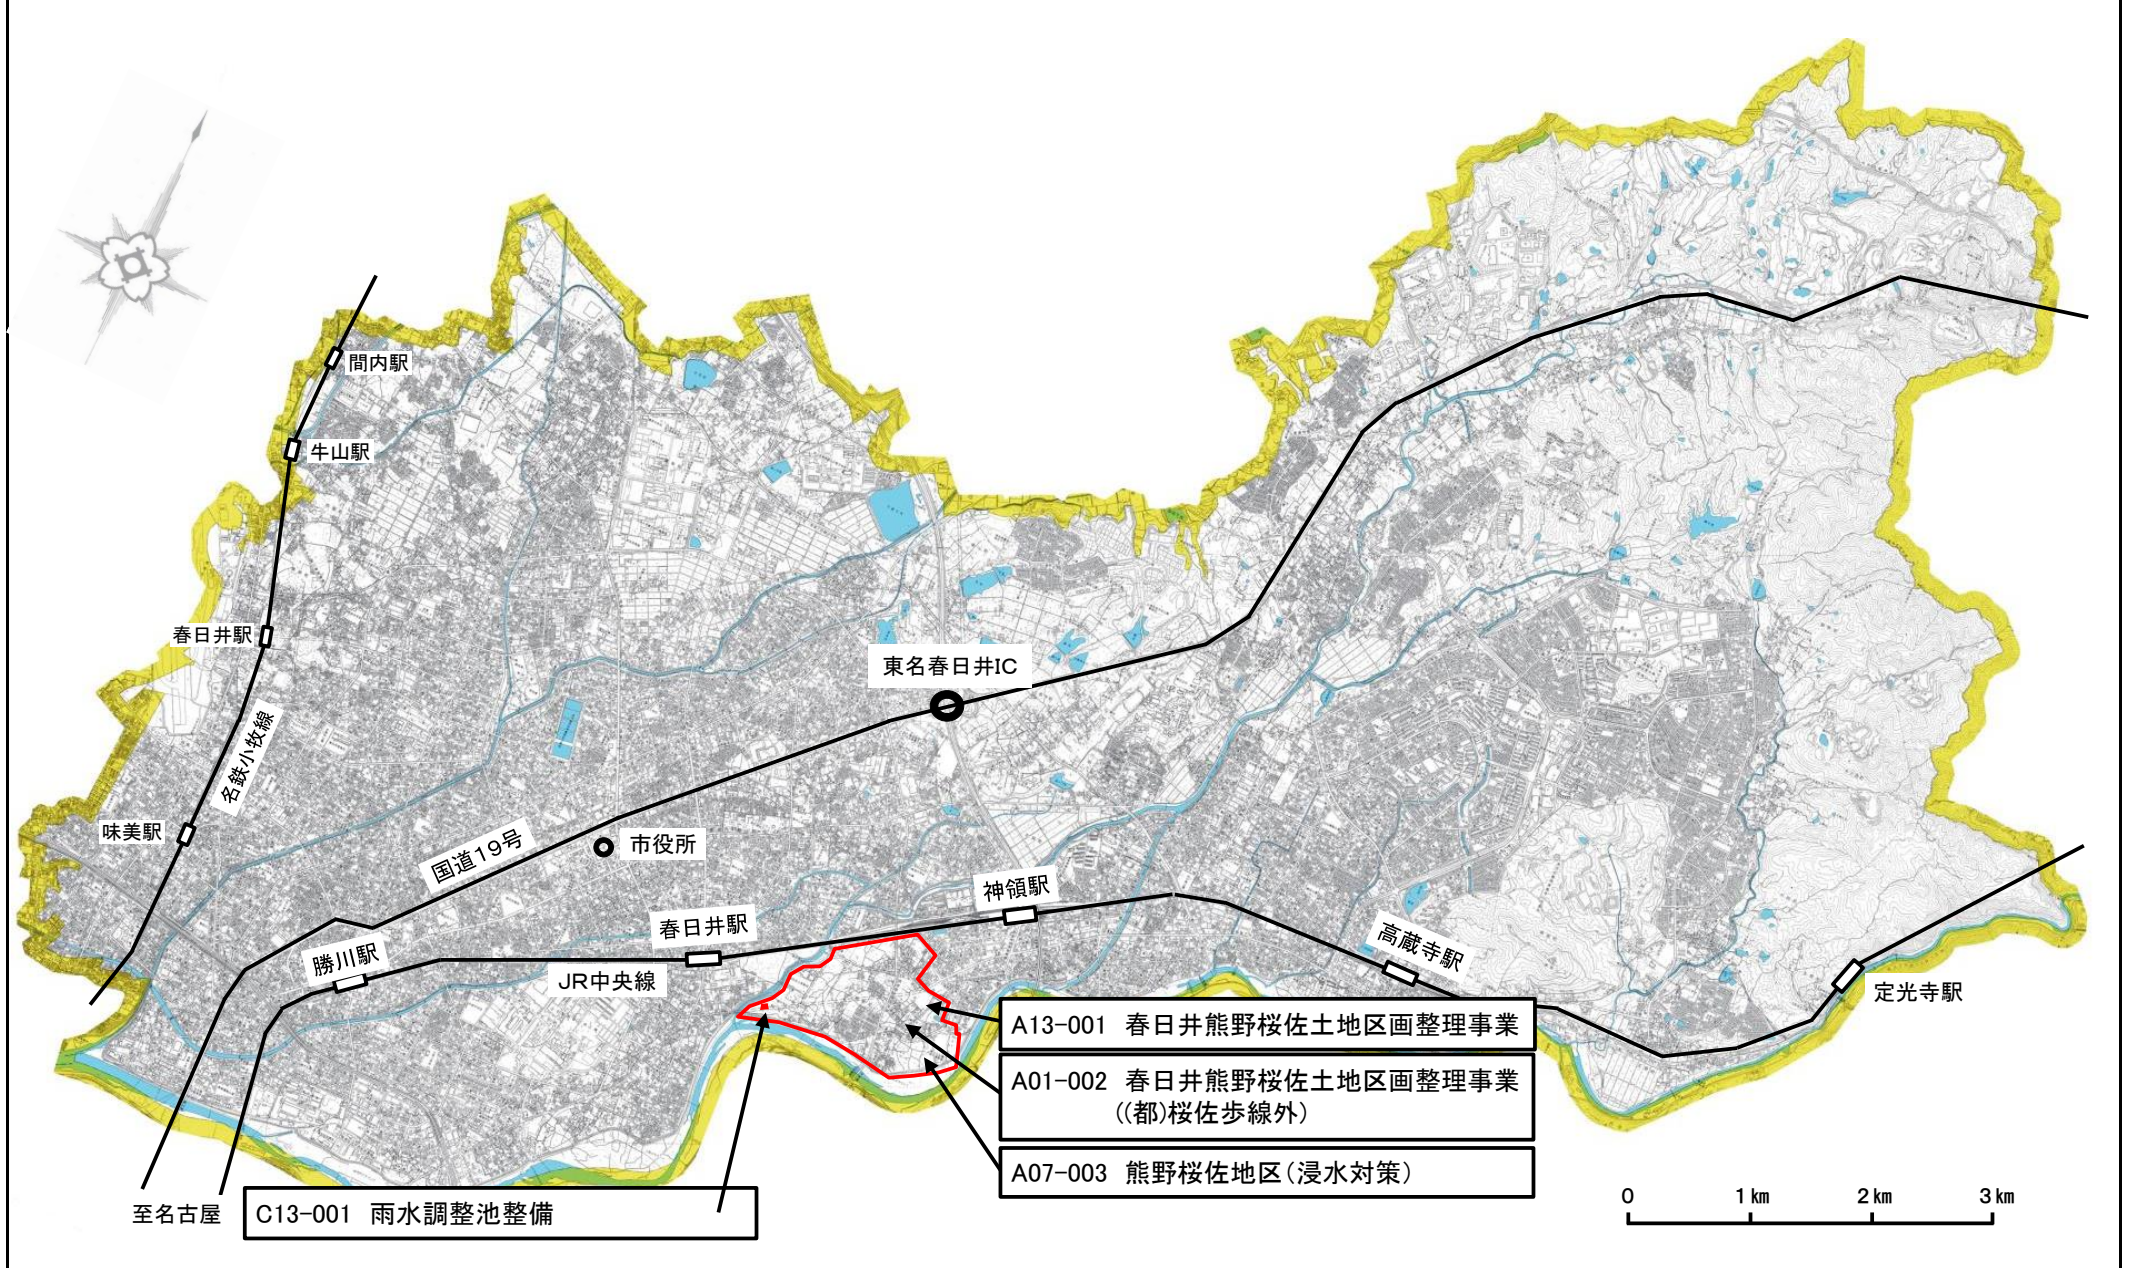 間内駅
牛山駅
春日井駅
東名春日井IC
名鉄小牧線
味美駅
国道19号
市役所
神領駅
春日井駅
勝川駅
高蔵寺駅
JR中央線
定光寺駅
A13-001 春日井熊野桜佐土地区画整理事業
A01-002 春日井熊野桜佐土地区画整理事業
((都)桜佐歩線外)
A07-003 熊野桜佐地区(浸水対策)
至名古屋
C13-001 雨水調整池整備
0 1㎞ 2㎞ 3㎞